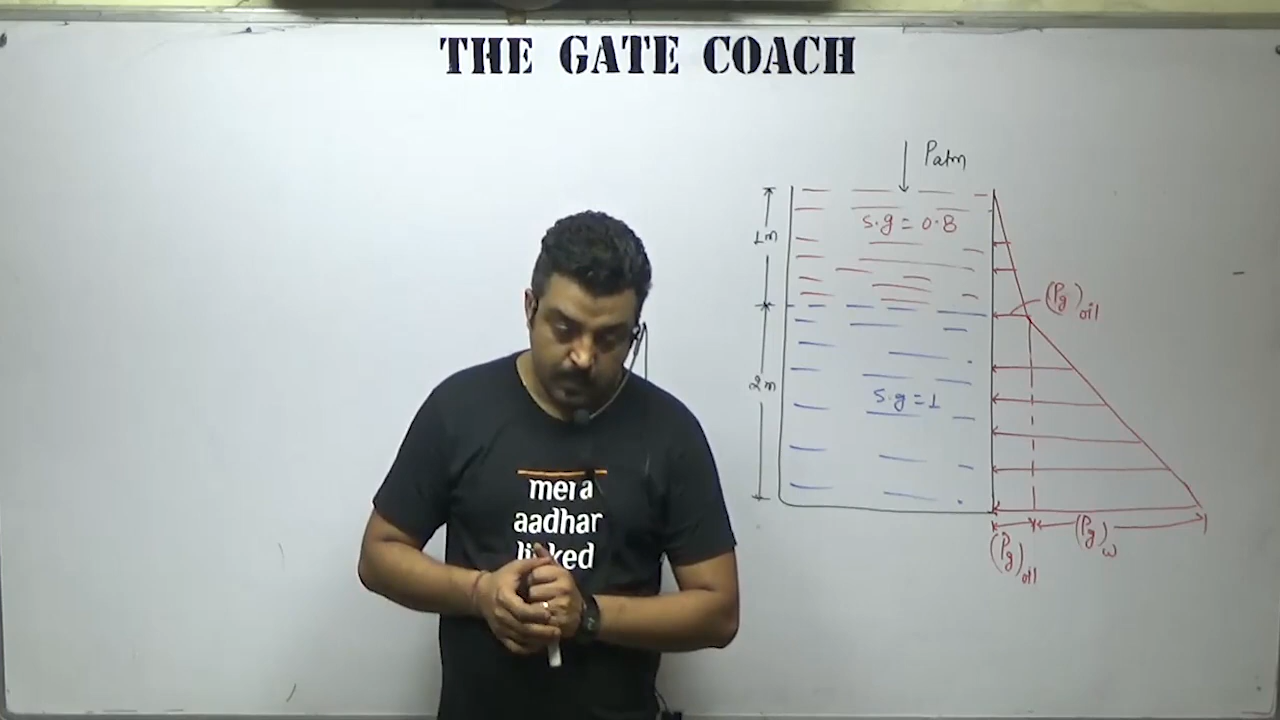 THE GATE COACH
Patm
S.g = 0.8
1m
(Pg)oil
2m
S.g = 1
(Pg)oil
(Pg)w
mera
aadhar
linked